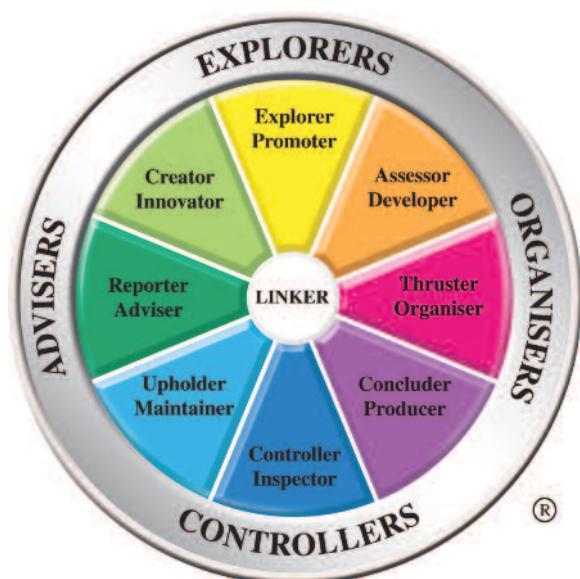 EXPLORERS
Explorer
Promoter
Creator
Innovator
Assessor
Developer
ADVISERS
ORGANISERS
Reporter
Adviser
LINKER
Thruster
Organiser
Upholder
Maintainer
Concluder
Producer
Controller
Inspector
CONTROLLERS
®